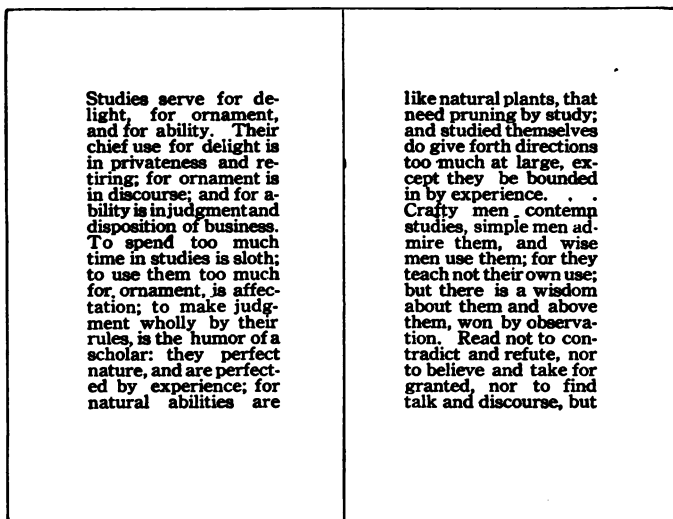 Studies serve for de-
light, for ornament,
and for ability. Their
chief use for delight is
in privateness and re-
tiring; for ornament is
in discourse; and for a-
bility is in judgment and
disposition of business.
To spend too much
time in studies is sloth;
to use them too much
for ornament, is affec-
tation; to make judg-
ment wholly by their
rules, is the humor of a
scholar: they perfect
nature, and are perfect-
ed by experience; for
natural abilities are
like natural plants, that
need pruning by study;
and studied themselves
do give forth directions
too much at large, ex-
cept they be bounded
in by experience. . .
Crafty men contemn
studies, simple men ad-
mire them, and wise
men use them; for they
teach not their own use;
but there is a wisdom
about them and above
them, won by observa-
tion. Read not to con-
tradict and refute, nor
to believe and take for
granted, nor to find
talk and discourse, but